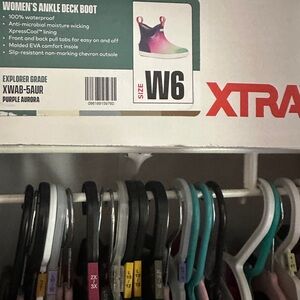 WOMEN'S ANKLE DECK BOOT
• 100% waterproof
• Anti-microbial moisture wicking
XpressCool™ lining
• Front and back pull tabs for easy on and off
• Molded EVA comfort insole
• Slip-resistant non-marking chevron outsole
EXPLORER GRADE
XWAB-5AUR
PURPLE AURORA
SIZE
W6
XTRA
2X
3X